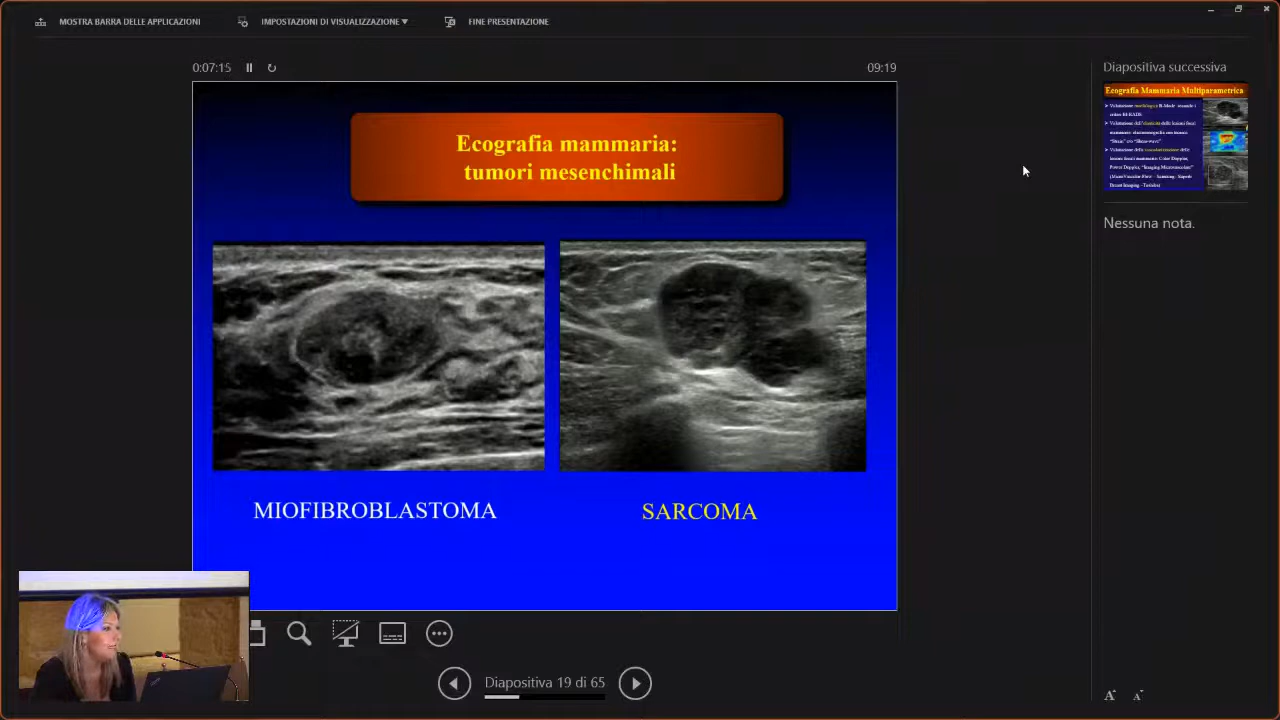 MOSTRA BARRA DELLE APPLICAZIONI
IMPOSTAZIONI DI VISUALIZZAZIONE
FINE PRESENTAZIONE
0:07:15
09:19
Ecografia mammaria:
tumori mesenchimali
MIOFIBROBLASTOMA
SARCOMA
Diapositiva 19 di 65
Diapositiva successiva
Ecografia Mammaria Multiparametrica
Nessuna nota.